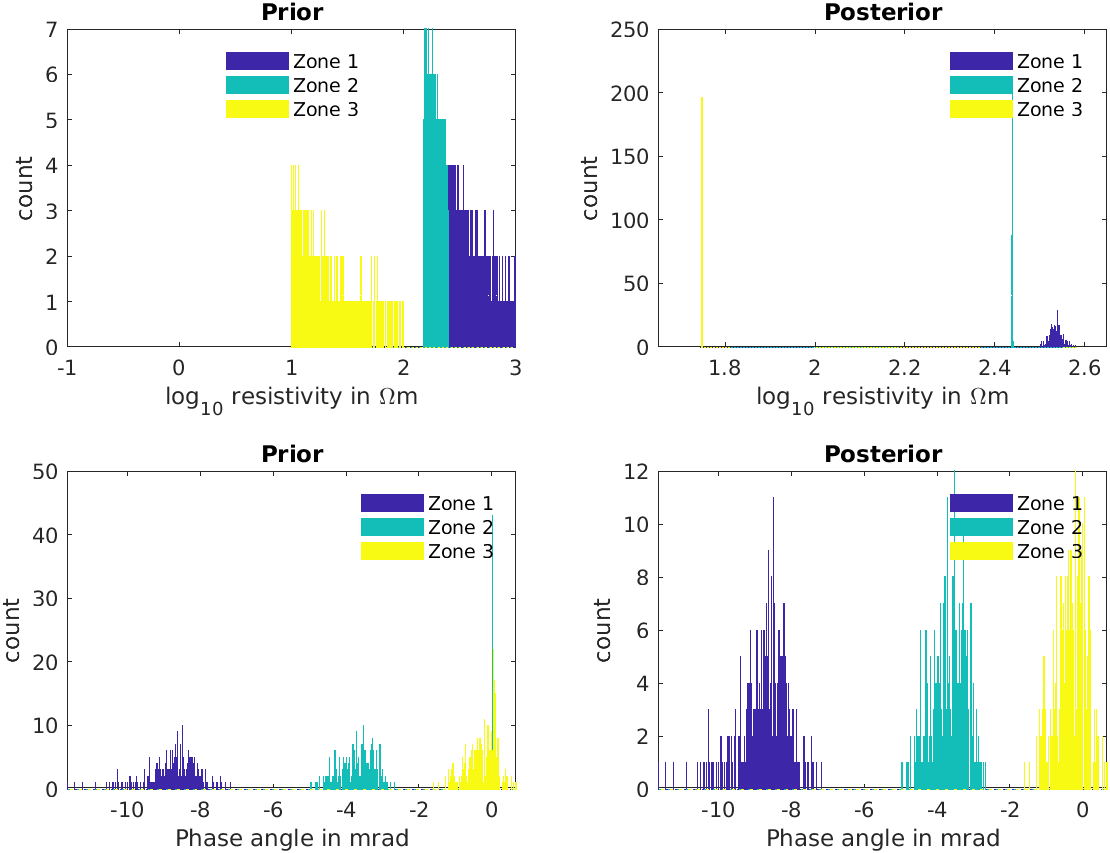 Prior
7
6
5
4
3
2
1
0
count
-1 0 1 2 3
log10 resistivity in Ωm
Zone 1
Zone 2
Zone 3
Posterior
250
200
150
100
50
0
count
1.8 2 2.2 2.4 2.6
log10 resistivity in Ωm
Zone 1
Zone 2
Zone 3
Prior
50
40
30
20
10
0
count
-10 -8 -6 -4 -2 0
Phase angle in mrad
Zone 1
Zone 2
Zone 3
Posterior
12
10
8
6
4
2
0
count
-10 -8 -6 -4 -2 0
Phase angle in mrad
Zone 1
Zone 2
Zone 3